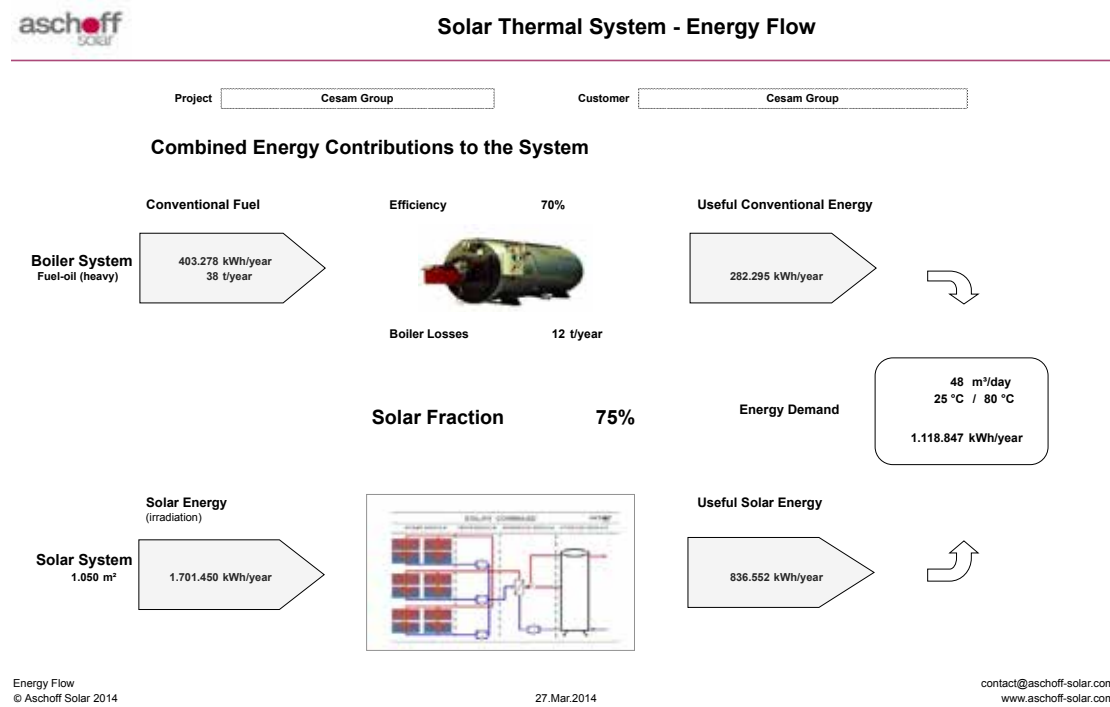 aschoff
solar
Solar Thermal System - Energy Flow
Project Cesam Group Customer Cesam Group
Combined Energy Contributions to the System
Conventional Fuel Efficiency 70% Useful Conventional Energy
Boiler System
Fuel-oil (heavy)
403.278 kWh/year
38 t/year
282.295 kWh/year
Boiler Losses 12 t/year
Solar Fraction 75%
Energy Demand
48 m³/day
25 °C / 80 °C
1.118.847 kWh/year
Solar Energy
(irradiation)
Useful Solar Energy
Solar System
1.050 m²
1.701.450 kWh/year
836.552 kWh/year
Energy Flow
© Aschoff Solar 2014
27.Mar.2014
contact@aschoff-solar.com
www.aschoff-solar.com